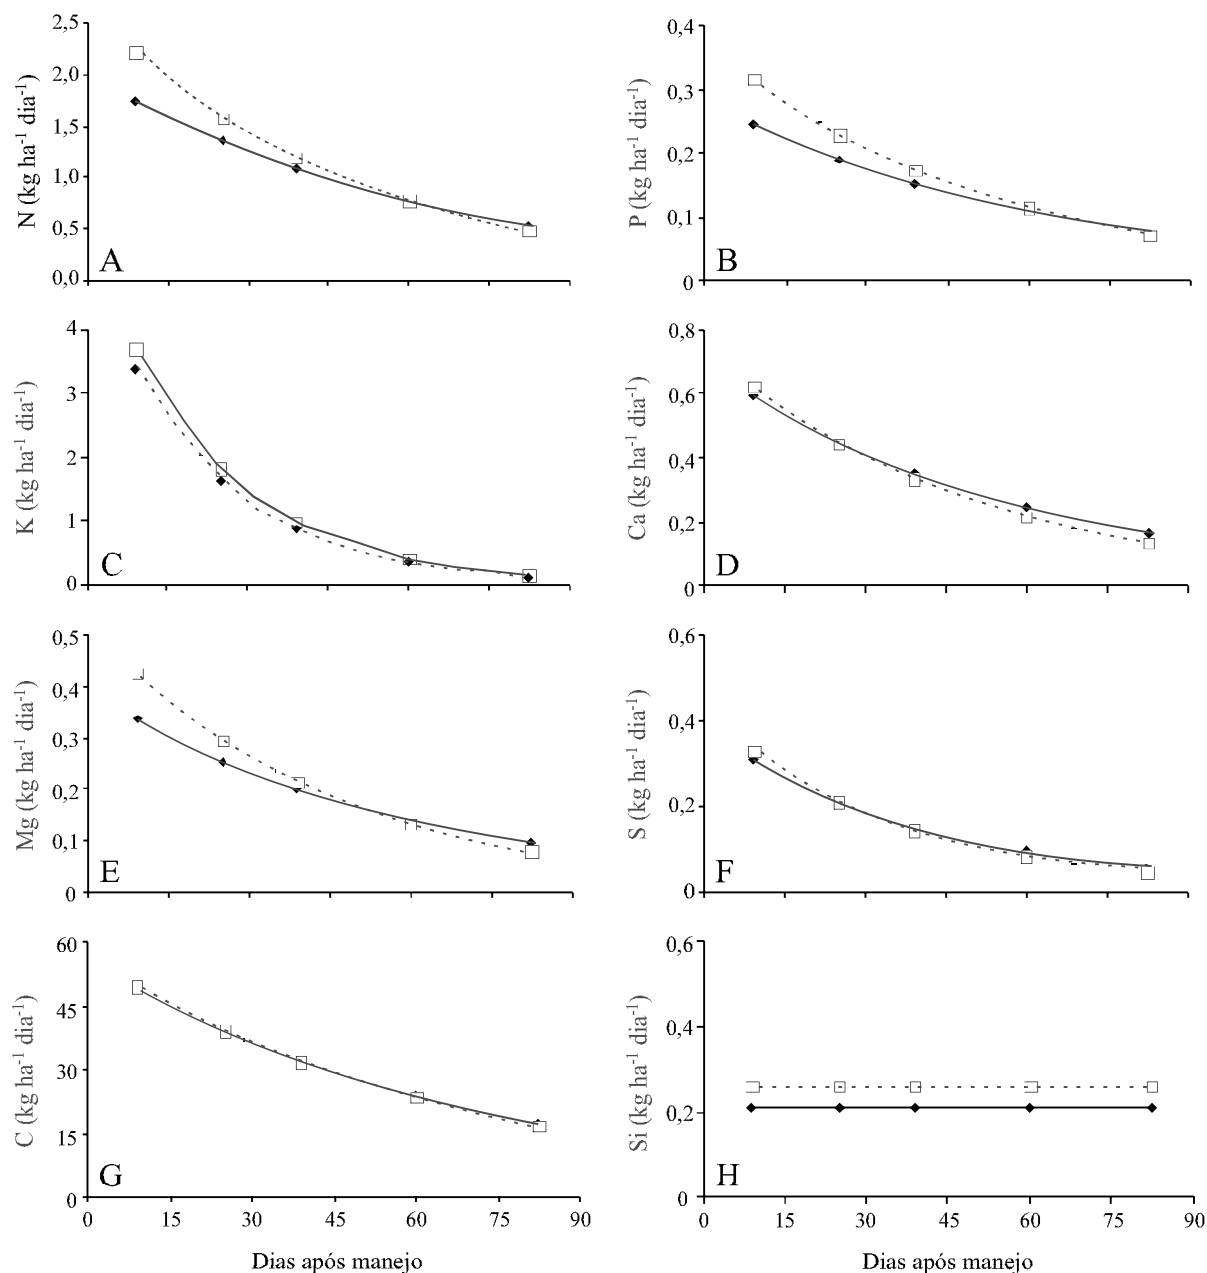 2,5
2,0
1,5
1,0
0,5
0,0
N (kg ha⁻¹ dia⁻¹)
A
0,4
0,3
0,2
0,1
0
P (kg ha⁻¹ dia⁻¹)
B
4
3
2
1
0
K (kg ha⁻¹ dia⁻¹)
C
0,8
0,6
0,4
0,2
0
Ca (kg ha⁻¹ dia⁻¹)
D
0,5
0,4
0,3
0,2
0,1
0
Mg (kg ha⁻¹ dia⁻¹)
E
0,6
0,4
0,2
0
S (kg ha⁻¹ dia⁻¹)
F
60
45
30
15
0
C (kg ha⁻¹ dia⁻¹)
G
0 15 30 45 60 75 90
Dias após manejo
0,6
0,4
0,2
0
Si (kg ha⁻¹ dia⁻¹)
H
0 15 30 45 60 75 90
Dias após manejo